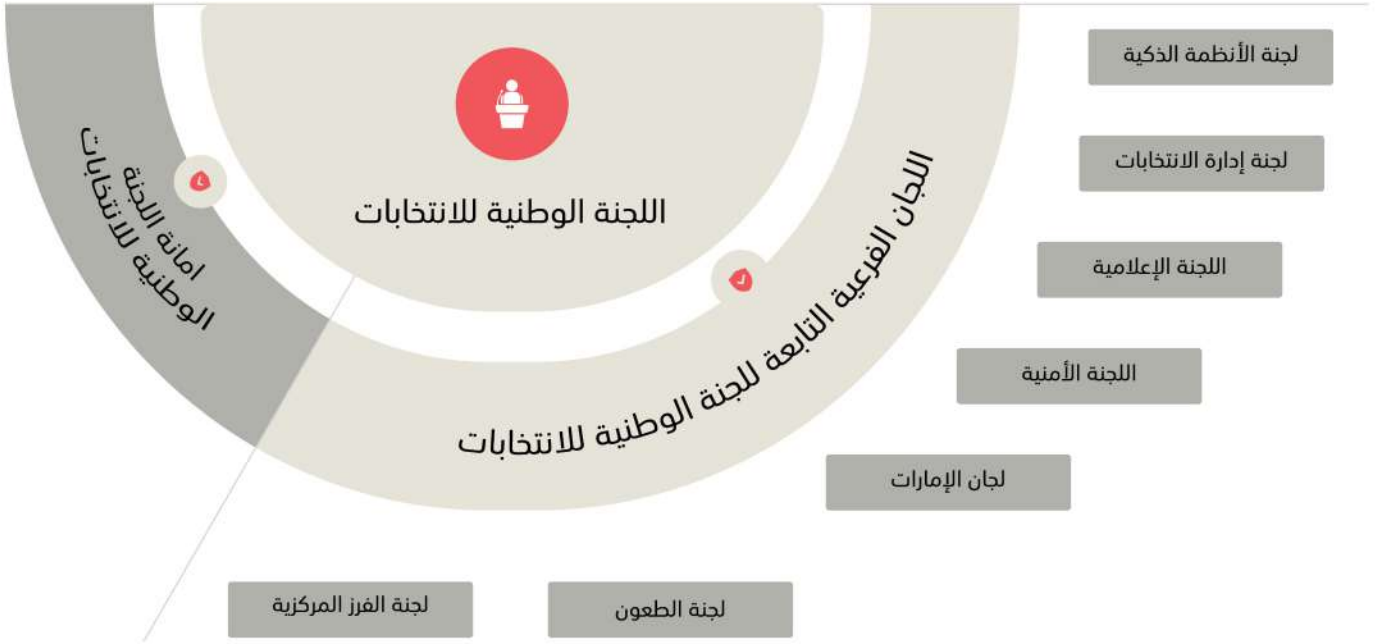 اللجنة الوطنية للانتخابات
امانة اللجنة
الوطنية للانتخابات
اللجان الفرعية التابعة للجنة الوطنية للانتخابات
لجنة الأنظمة الذكية
لجنة إدارة الانتخابات
اللجنة الإعلامية
اللجنة الأمنية
لجان الإمارات
لجنة الطعون
لجنة الفرز المركزية